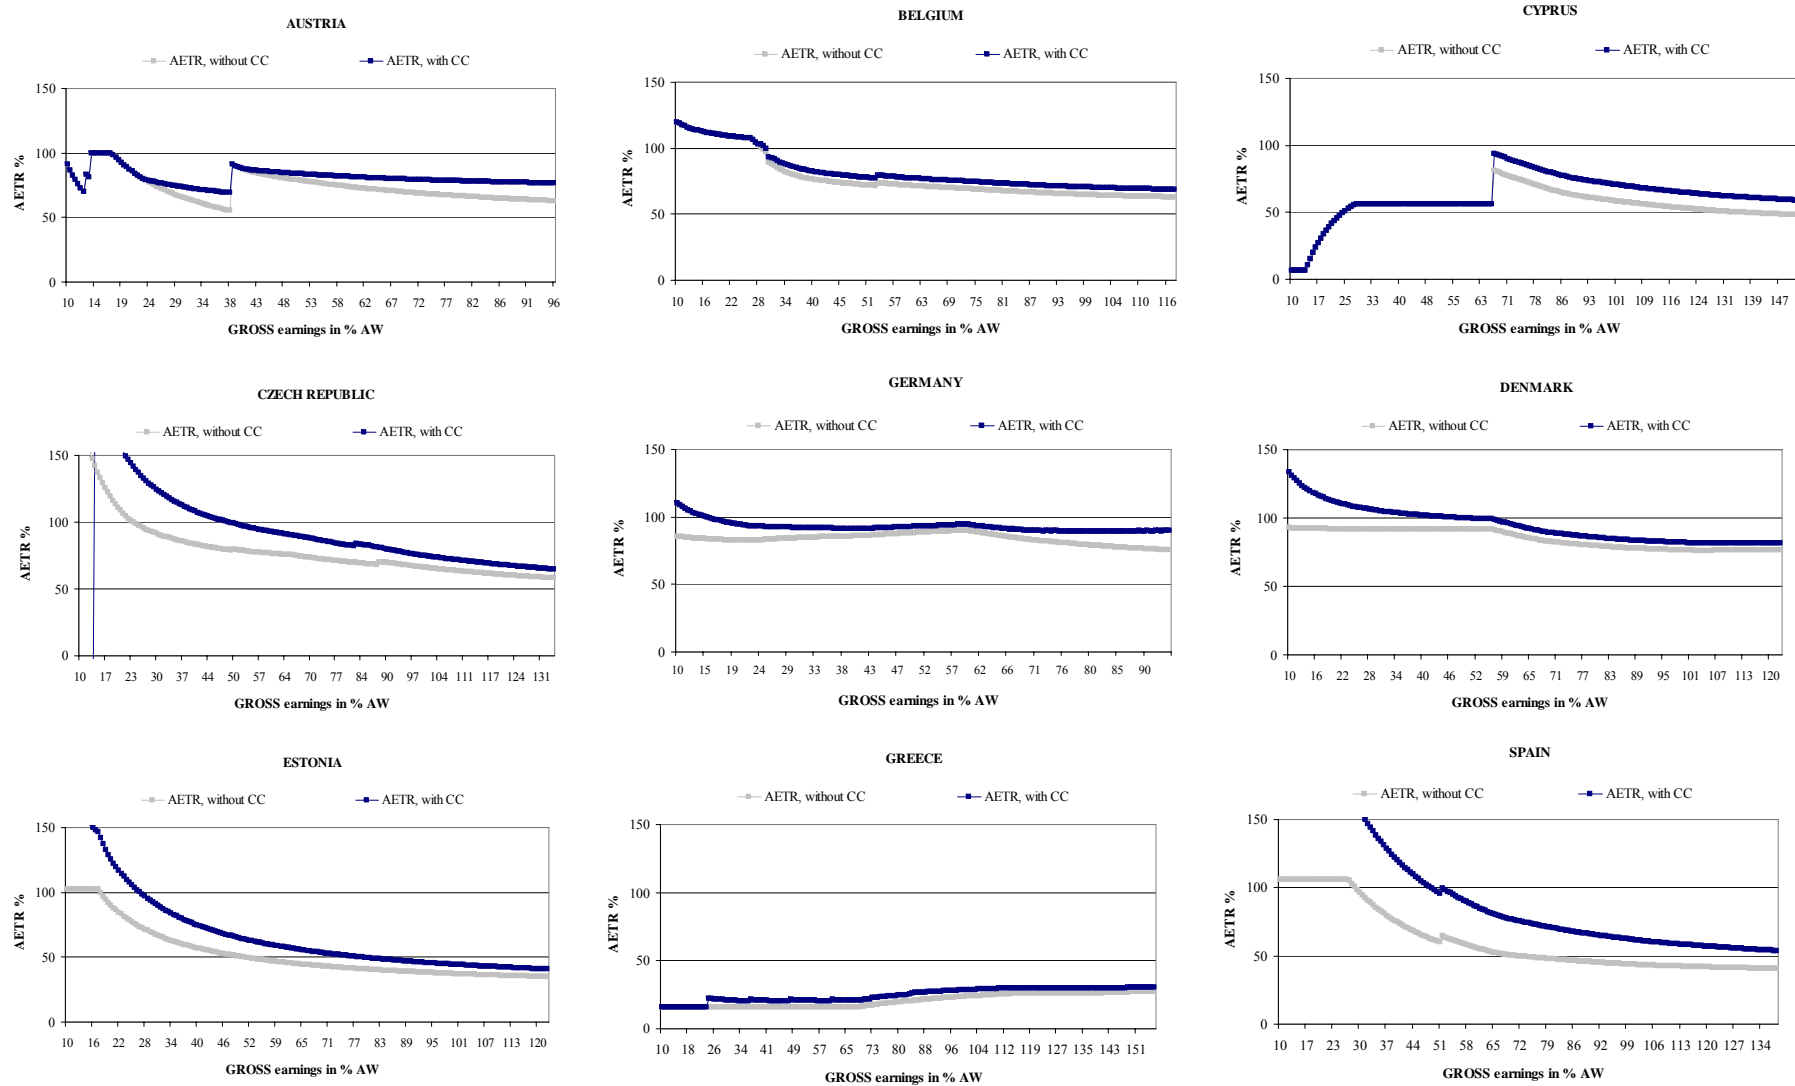 AUSTRIA
AETR, without CC AETR, with CC
150
100
50
0
AETR %
10 14 19 24 29 34 38 43 48 53 58 62 67 72 77 82 86 91 96
GROSS earnings in % AW
BELGIUM
AETR, without CC AETR, with CC
150
100
50
0
AETR %
10 16 22 28 34 40 45 51 57 63 69 75 81 87 93 99 104 110 116
GROSS earnings in % AW
CYPRUS
AETR, without CC AETR, with CC
150
100
50
0
AETR %
10 17 25 33 40 48 55 63 71 78 86 93 101 109 116 124 131 139 147
GROSS earnings in % AW
CZECH REPUBLIC
AETR, without CC AETR, with CC
150
100
50
0
AETR %
10 17 23 30 37 44 50 57 64 70 77 84 90 97 104 111 117 124 131
GROSS earnings in % AW
GERMANY
AETR, without CC AETR, with CC
150
100
50
0
AETR %
10 15 19 24 29 33 38 43 47 52 57 62 66 71 76 80 85 90
GROSS earnings in % AW
DENMARK
AETR, without CC AETR, with CC
150
100
50
0
AETR %
10 16 22 28 34 40 46 52 59 65 71 77 83 89 95 101 107 113 120
GROSS earnings in % AW
ESTONIA
AETR, without CC AETR, with CC
150
100
50
0
AETR %
10 16 22 28 34 40 46 52 59 65 71 77 83 89 95 101 107 113 120
GROSS earnings in % AW
GREECE
AETR, without CC AETR, with CC
150
100
50
0
AETR %
10 18 26 34 41 49 57 65 73 80 88 96 104 112 119 127 135 143 151
GROSS earnings in % AW
SPAIN
AETR, without CC AETR, with CC
150
100
50
0
AETR %
10 16 23 30 37 44 51 58 65 72 79 86 92 99 106 113 120 127 134
GROSS earnings in % AW